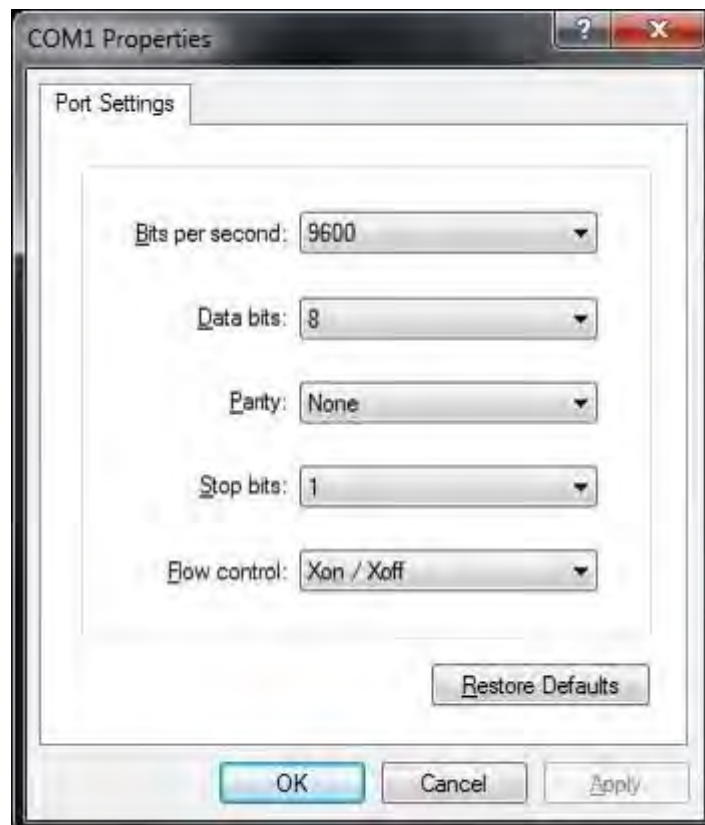 COM1 Properties
Port Settings
Bits per second: 9600
Data bits: 8
Parity: None
Stop bits: 1
Flow control: Xon / Xoff
Restore Defaults
OK Cancel Apply